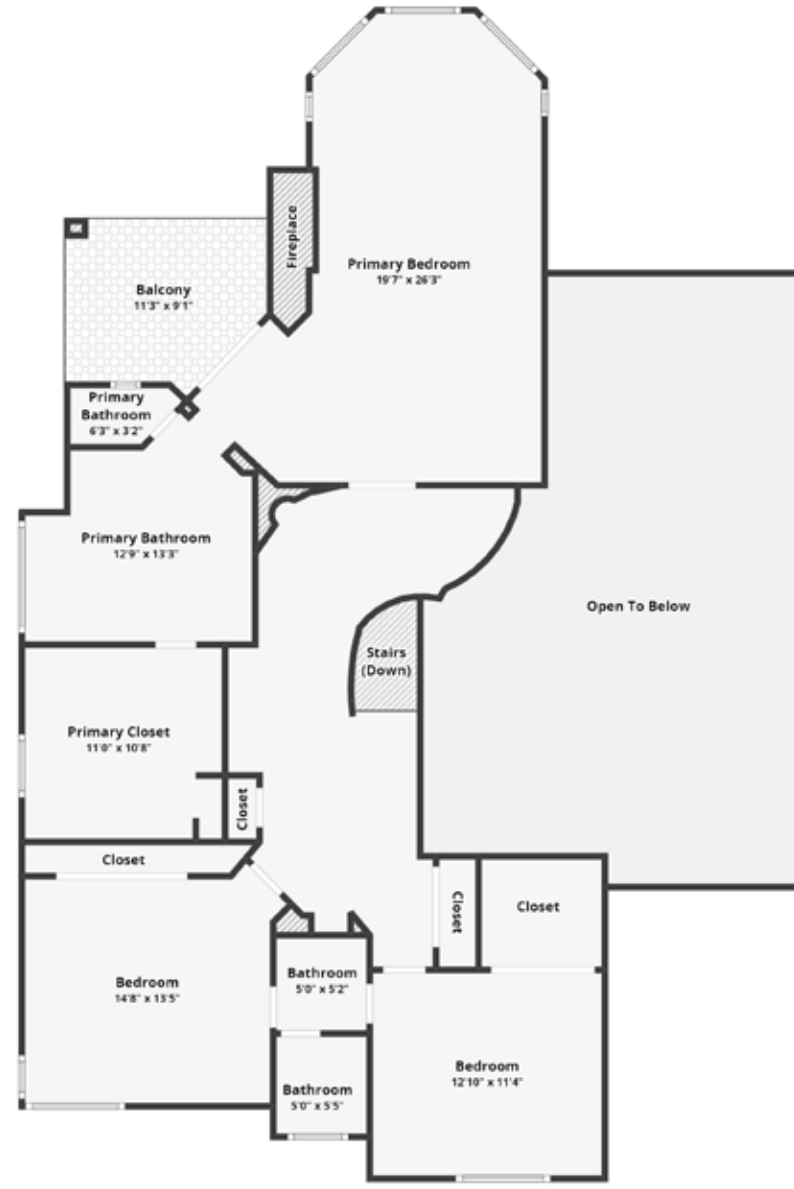 Fireplace
Primary Bedroom
19'7" x 26'3"
Balcony
11'3" x 9'1"
Primary
Bathroom
6'3" x 3'2"
Primary Bathroom
12'9" x 13'3"
Open To Below
Stairs
(Down)
Primary Closet
11'0" x 10'8"
Closet
Closet
Closet
Closet
Bathroom
5'0" x 5'2"
Bedroom
14'8" x 13'5"
Bedroom
12'10" x 11'4"
Bathroom
5'0" x 5'5"